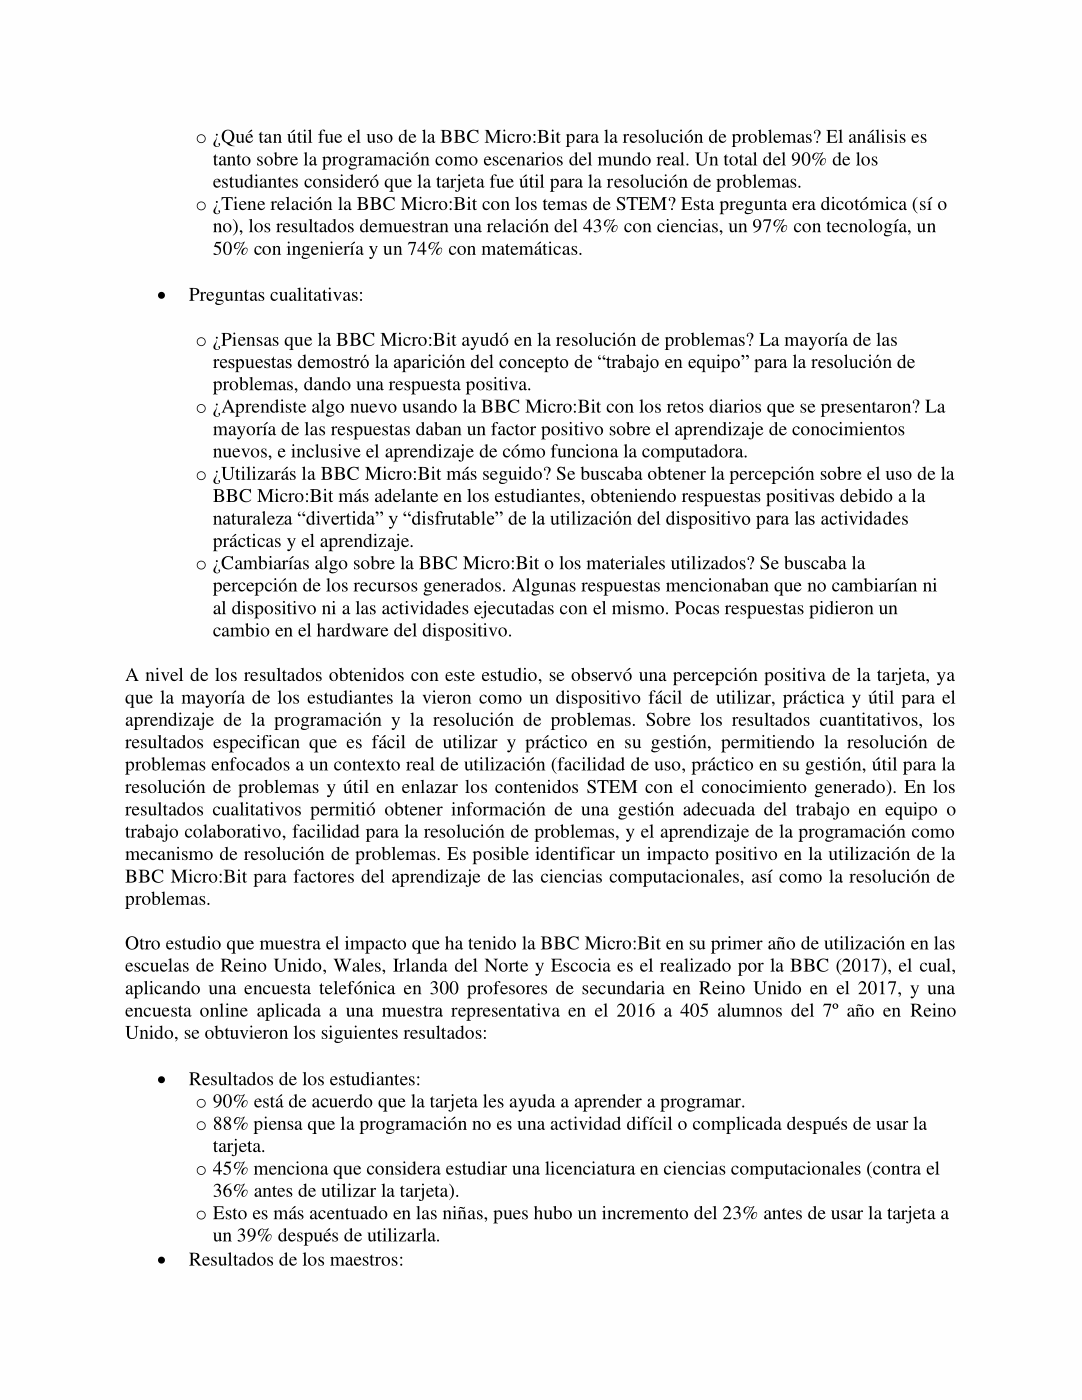 o ¿Qué tan útil fue el uso de la BBC Micro:Bit para la resolución de problemas? El análisis es
tanto sobre la programación como escenarios del mundo real. Un total del 90% de los
estudiantes consideró que la tarjeta fue útil para la resolución de problemas.
o ¿Tiene relación la BBC Micro:Bit con los temas de STEM? Esta pregunta era dicotómica (sí o
no), los resultados demuestran una relación del 43% con ciencias, un 97% con tecnología, un
50% con ingeniería y un 74% con matemáticas.
• Preguntas cualitativas:
o ¿Piensas que la BBC Micro:Bit ayudó en la resolución de problemas? La mayoría de las
respuestas demostró la aparición del concepto de “trabajo en equipo” para la resolución de
problemas, dando una respuesta positiva.
o ¿Aprendiste algo nuevo usando la BBC Micro:Bit con los retos diarios que se presentaron? La
mayoría de las respuestas daban un factor positivo sobre el aprendizaje de conocimientos
nuevos, e inclusive el aprendizaje de cómo funciona la computadora.
o ¿Utilizarás la BBC Micro:Bit más seguido? Se buscaba obtener la percepción sobre el uso de la
BBC Micro:Bit más adelante en los estudiantes, obteniendo respuestas positivas debido a la
naturaleza “divertida” y “disfrutable” de la utilización del dispositivo para las actividades
prácticas y el aprendizaje.
o ¿Cambiarías algo sobre la BBC Micro:Bit o los materiales utilizados? Se buscaba la
percepción de los recursos generados. Algunas respuestas mencionaban que no cambiarían ni
al dispositivo ni a las actividades ejecutadas con el mismo. Pocas respuestas pidieron un
cambio en el hardware del dispositivo.
A nivel de los resultados obtenidos con este estudio, se observó una percepción positiva de la tarjeta, ya
que la mayoría de los estudiantes la vieron como un dispositivo fácil de utilizar, práctica y útil para el
aprendizaje de la programación y la resolución de problemas. Sobre los resultados cuantitativos, los
resultados especifican que es fácil de utilizar y práctico en su gestión, permitiendo la resolución de
problemas enfocados a un contexto real de utilización (facilidad de uso, práctico en su gestión, útil para la
resolución de problemas y útil en enlazar los contenidos STEM con el conocimiento generado). En los
resultados cualitativos permitió obtener información de una gestión adecuada del trabajo en equipo o
trabajo colaborativo, facilidad para la resolución de problemas, y el aprendizaje de la programación como
mecanismo de resolución de problemas. Es posible identificar un impacto positivo en la utilización de la
BBC Micro:Bit para factores del aprendizaje de las ciencias computacionales, así como la resolución de
problemas.
Otro estudio que muestra el impacto que ha tenido la BBC Micro:Bit en su primer año de utilización en las
escuelas de Reino Unido, Wales, Irlanda del Norte y Escocia es el realizado por la BBC (2017), el cual,
aplicando una encuesta telefónica en 300 profesores de secundaria en Reino Unido en el 2017, y una
encuesta online aplicada a una muestra representativa en el 2016 a 405 alumnos del 7º año en Reino
Unido, se obtuvieron los siguientes resultados:
• Resultados de los estudiantes:
o 90% está de acuerdo que la tarjeta les ayuda a aprender a programar.
o 88% piensa que la programación no es una actividad difícil o complicada después de usar la
tarjeta.
o 45% menciona que considera estudiar una licenciatura en ciencias computacionales (contra el
36% antes de utilizar la tarjeta).
o Esto es más acentuado en las niñas, pues hubo un incremento del 23% antes de usar la tarjeta a
un 39% después de utilizarla.
• Resultados de los maestros: